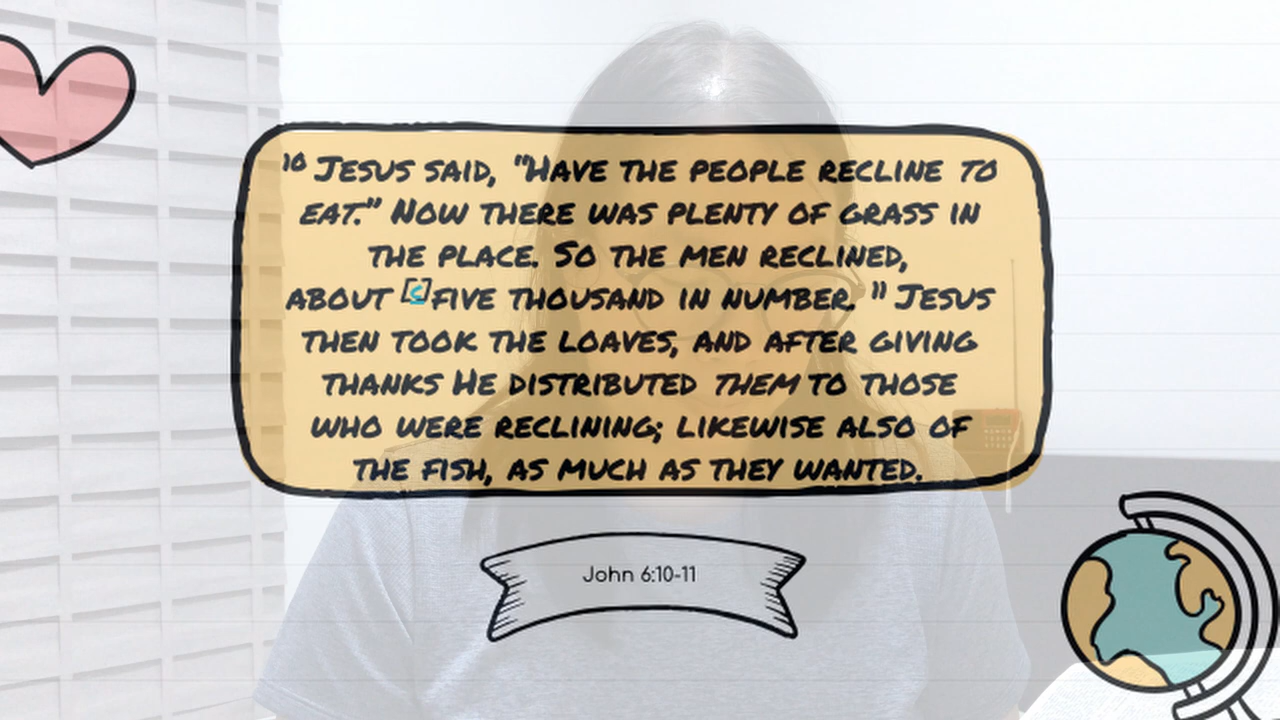 ¹⁰ Jesus said, “Have the people recline to
eat.” Now there was plenty of grass in
the place. So the men reclined,
about [c]five thousand in number. ¹¹ Jesus
then took the loaves, and after giving
thanks He distributed them to those
who were reclining; likewise also of
the fish, as much as they wanted.
John 6:10-11